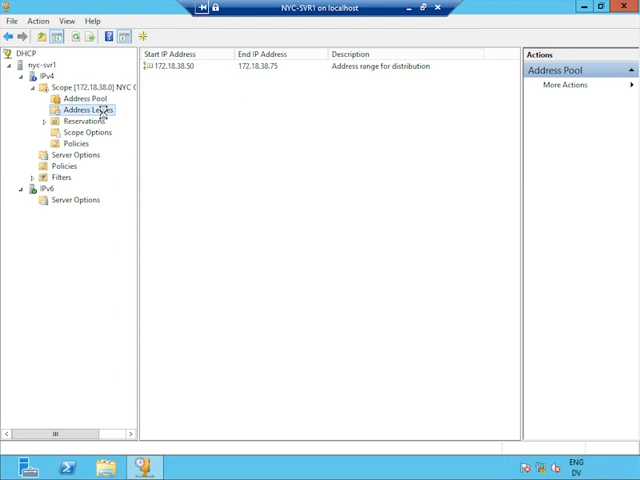 NYC-SVR1 on localhost
File Action View Help
DHCP
nyc-svr1
IPv4
Scope [172.18.38.0] NYC C
Address Pool
Address Leases
Reservations
Scope Options
Policies
Server Options
Policies
Filters
IPv6
Server Options
Start IP Address End IP Address Description
172.18.38.50 172.18.38.75 Address range for distribution
Actions
Address Pool
More Actions
ENG
DV